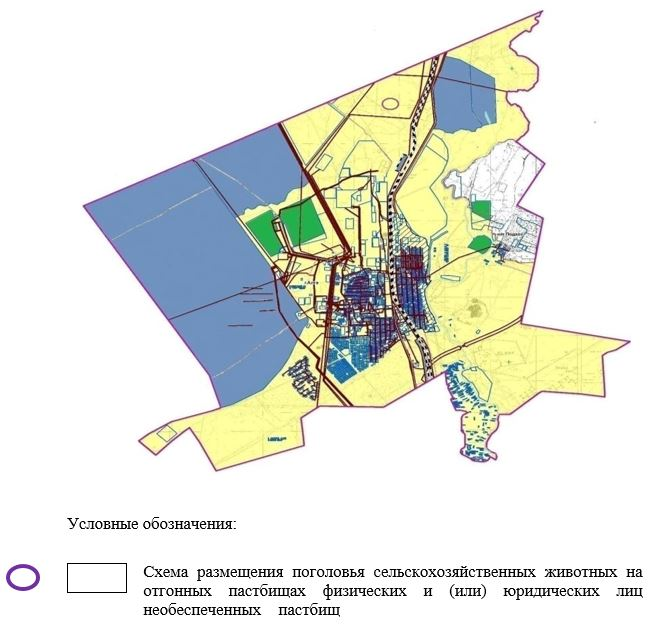 Условные обозначения:
Схема размещения поголовья сельскохозяйственных животных на
отгонных пастбищах физических и (или) юридических лиц
необеспеченных пастбищ